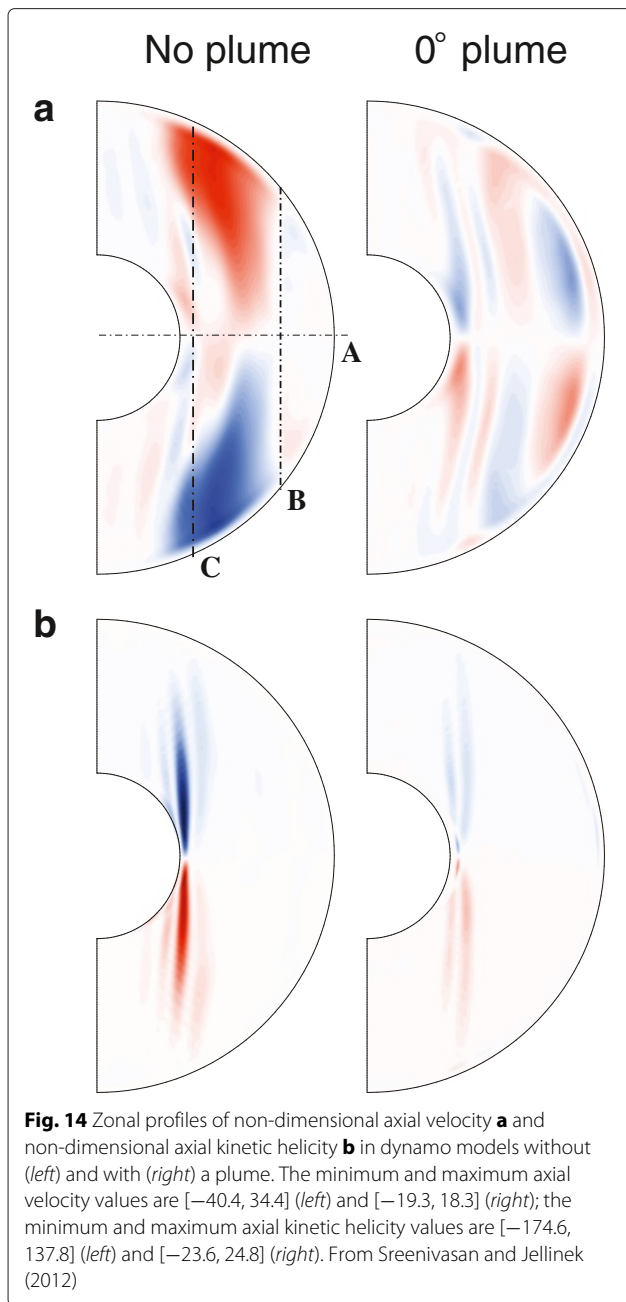 No plume 0° plume
a
A
B
C
b
Fig. 14 Zonal profiles of non-dimensional axial velocity a and
non-dimensional axial kinetic helicity b in dynamo models without
(left) and with (right) a plume. The minimum and maximum axial
velocity values are [−40.4, 34.4] (left) and [−19.3, 18.3] (right); the
minimum and maximum axial kinetic helicity values are [−174.6,
137.8] (left) and [−23.6, 24.8] (right). From Sreenivasan and Jellinek
(2012)